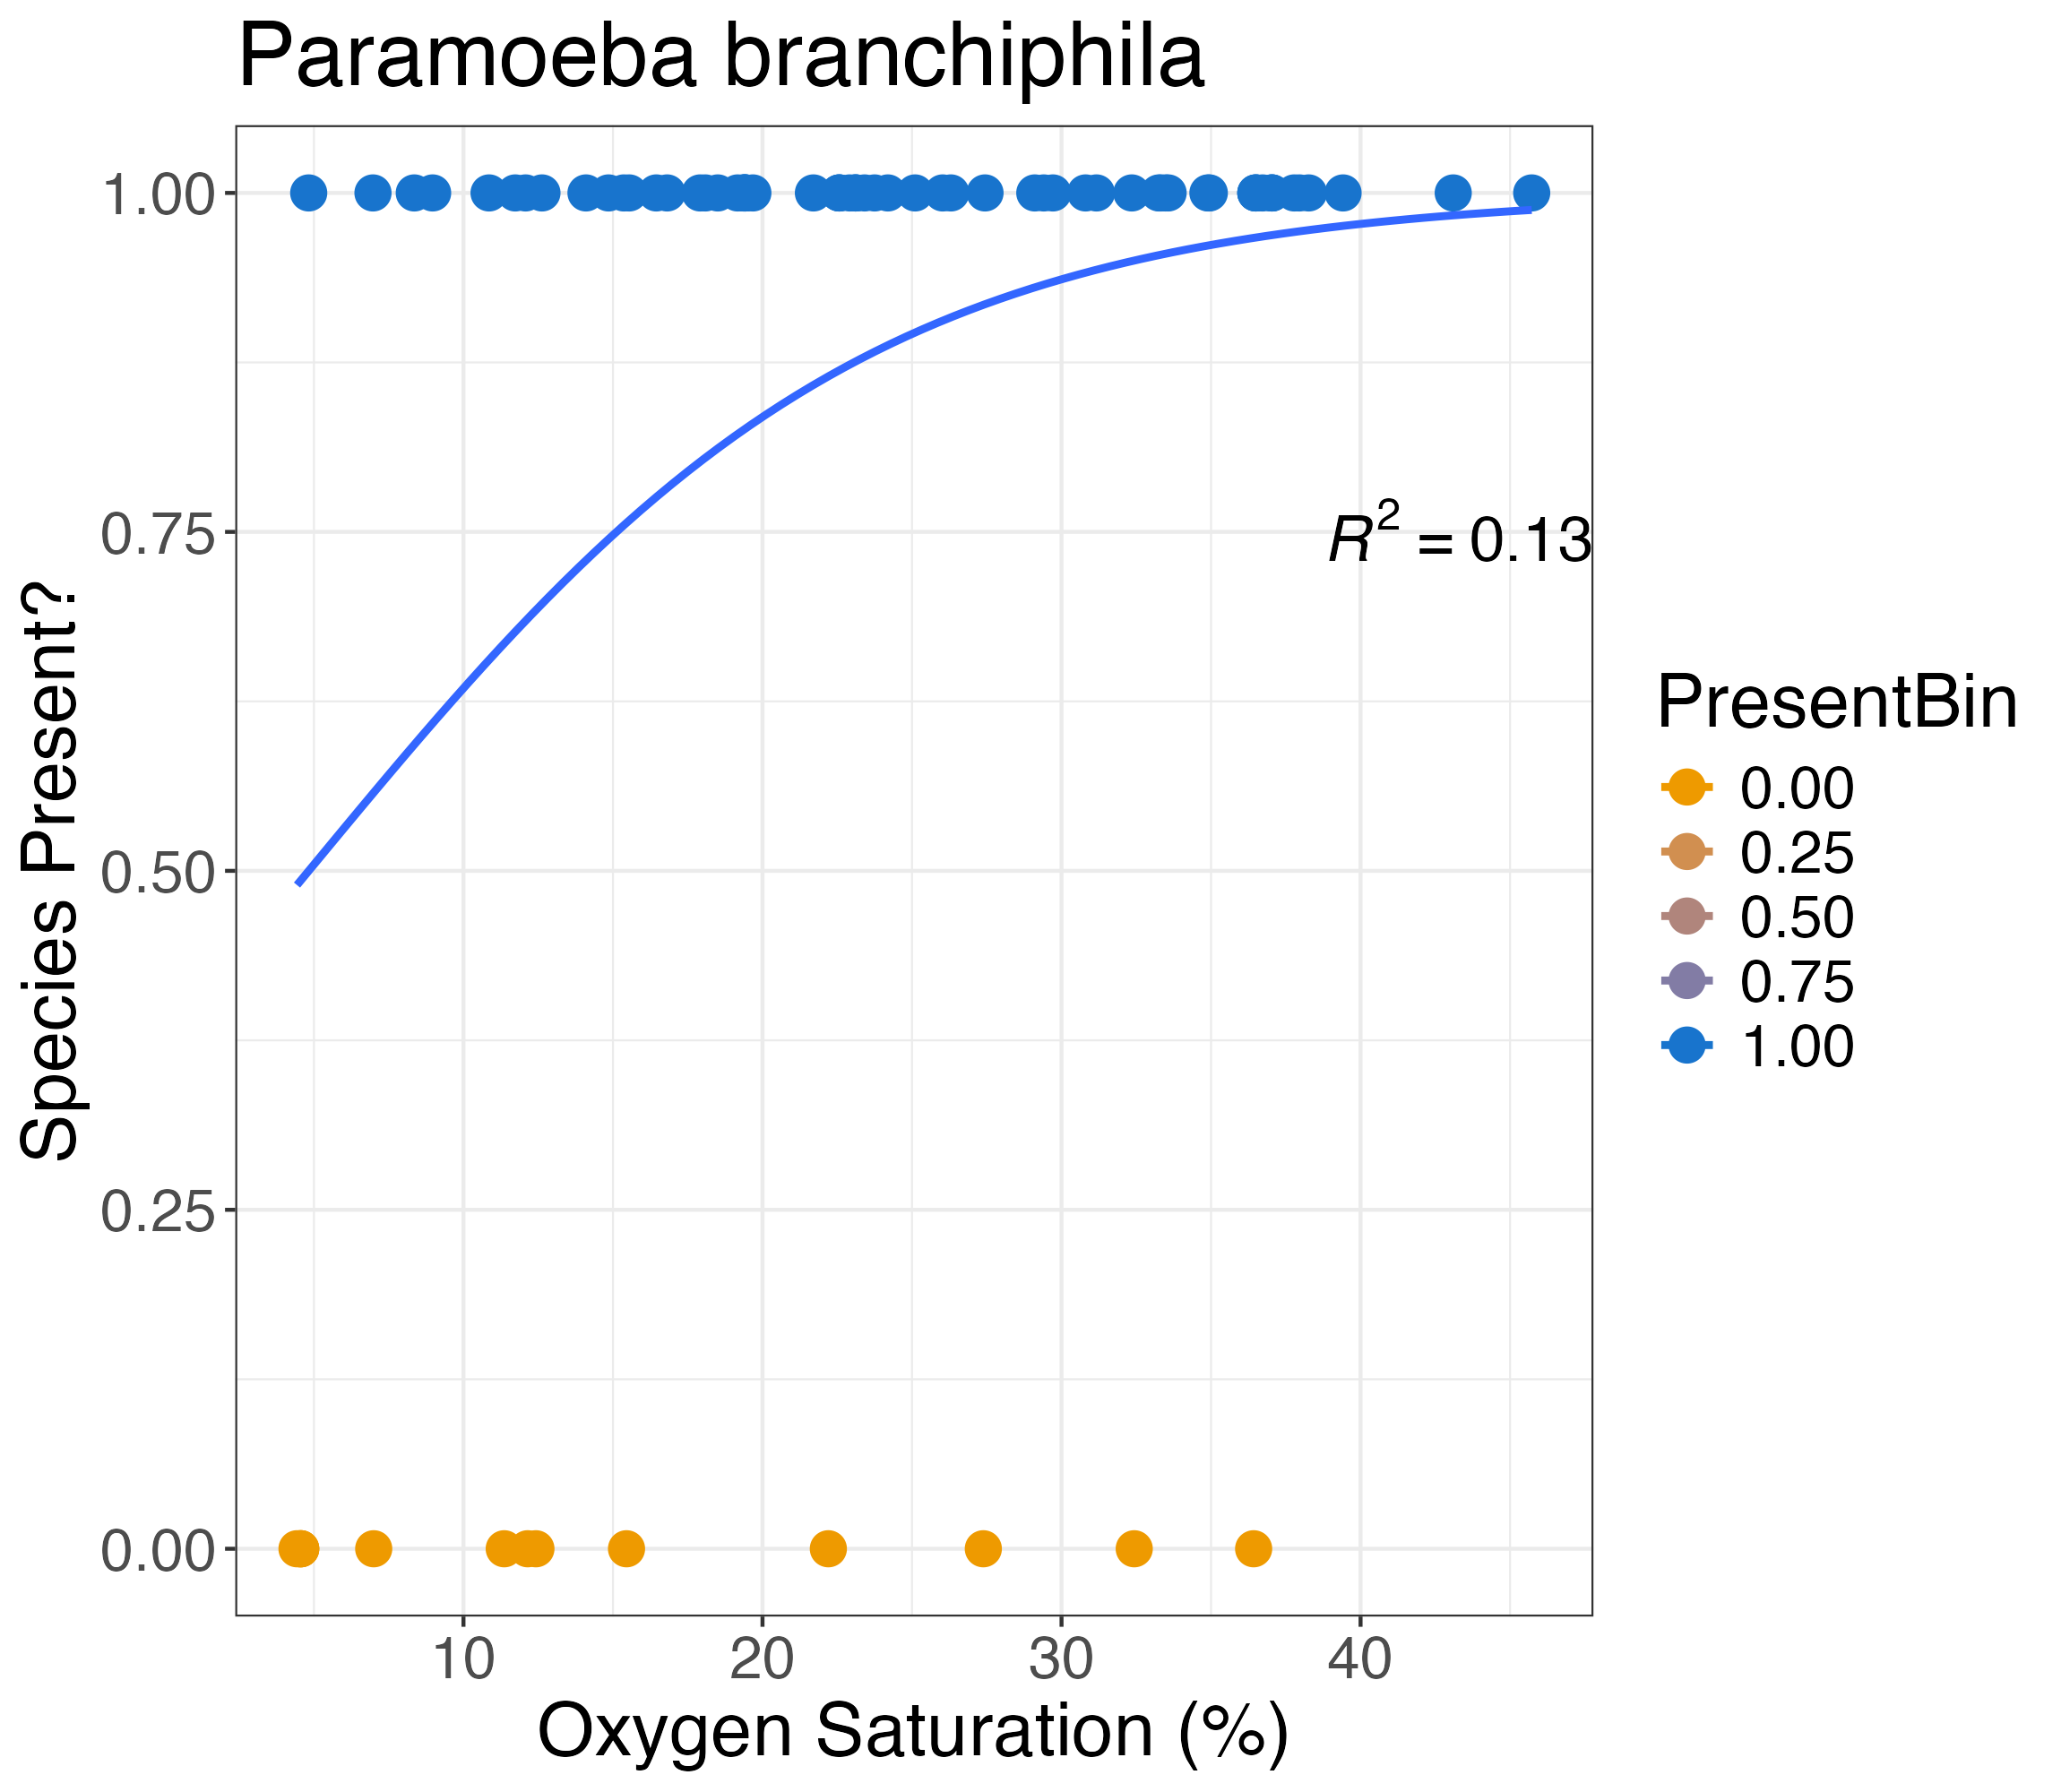 Paramoeba branchiphila
Species Present?
1.00
0.75
0.50
0.25
0.00
R² = 0.13
10 20 30 40
Oxygen Saturation (%)
PresentBin
0.00
0.25
0.50
0.75
1.00